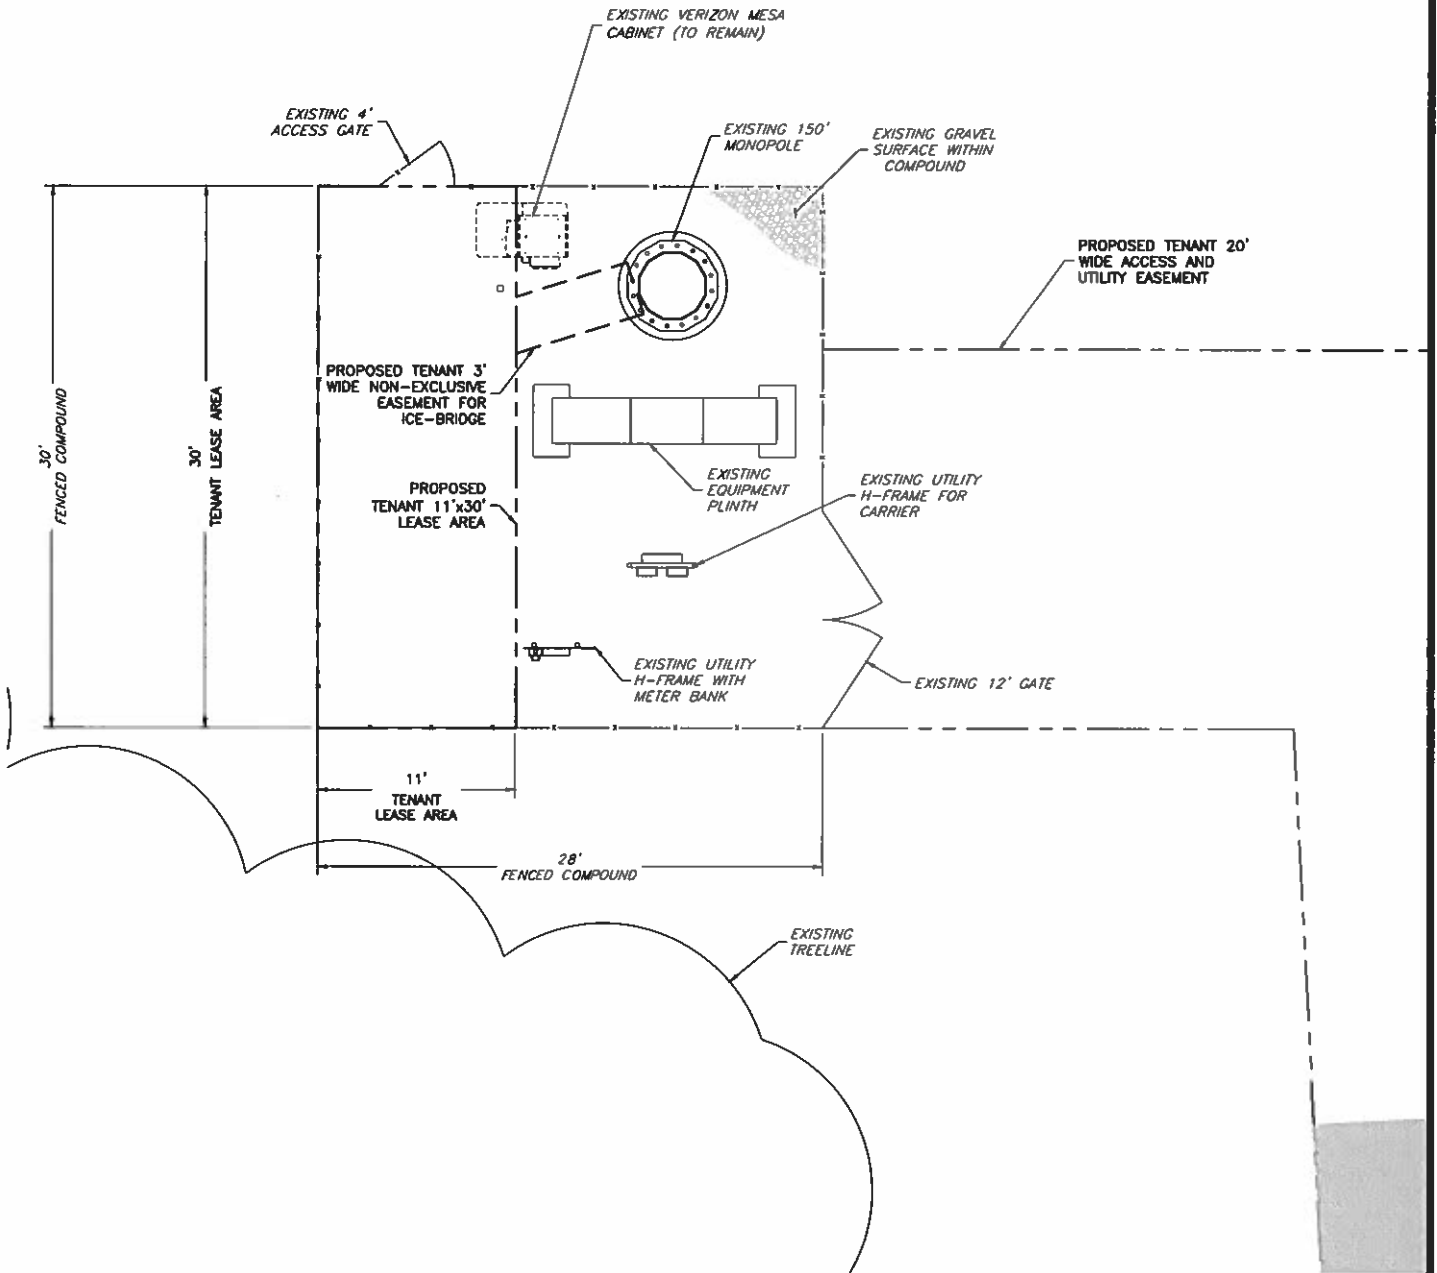 EXISTING VERIZON MESA
CABINET (TO REMAIN)
EXISTING 4'
ACCESS GATE
EXISTING 150'
MONOPOLE
EXISTING GRAVEL
SURFACE WITHIN
COMPOUND
PROPOSED TENANT 20'
WIDE ACCESS AND
UTILITY EASEMENT
PROPOSED TENANT 3'
WIDE NON-EXCLUSIVE
EASEMENT FOR
ICE-BRIDGE
30'
FENCED COMPOUND
30'
TENANT LEASE AREA
PROPOSED
TENANT 11'x30'
LEASE AREA
EXISTING
EQUIPMENT
PLINTH
EXISTING UTILITY
H-FRAME FOR
CARRIER
EXISTING UTILITY
H-FRAME WITH
METER BANK
EXISTING 12' GATE
11'
TENANT
LEASE AREA
28'
FENCED COMPOUND
EXISTING
TREELINE